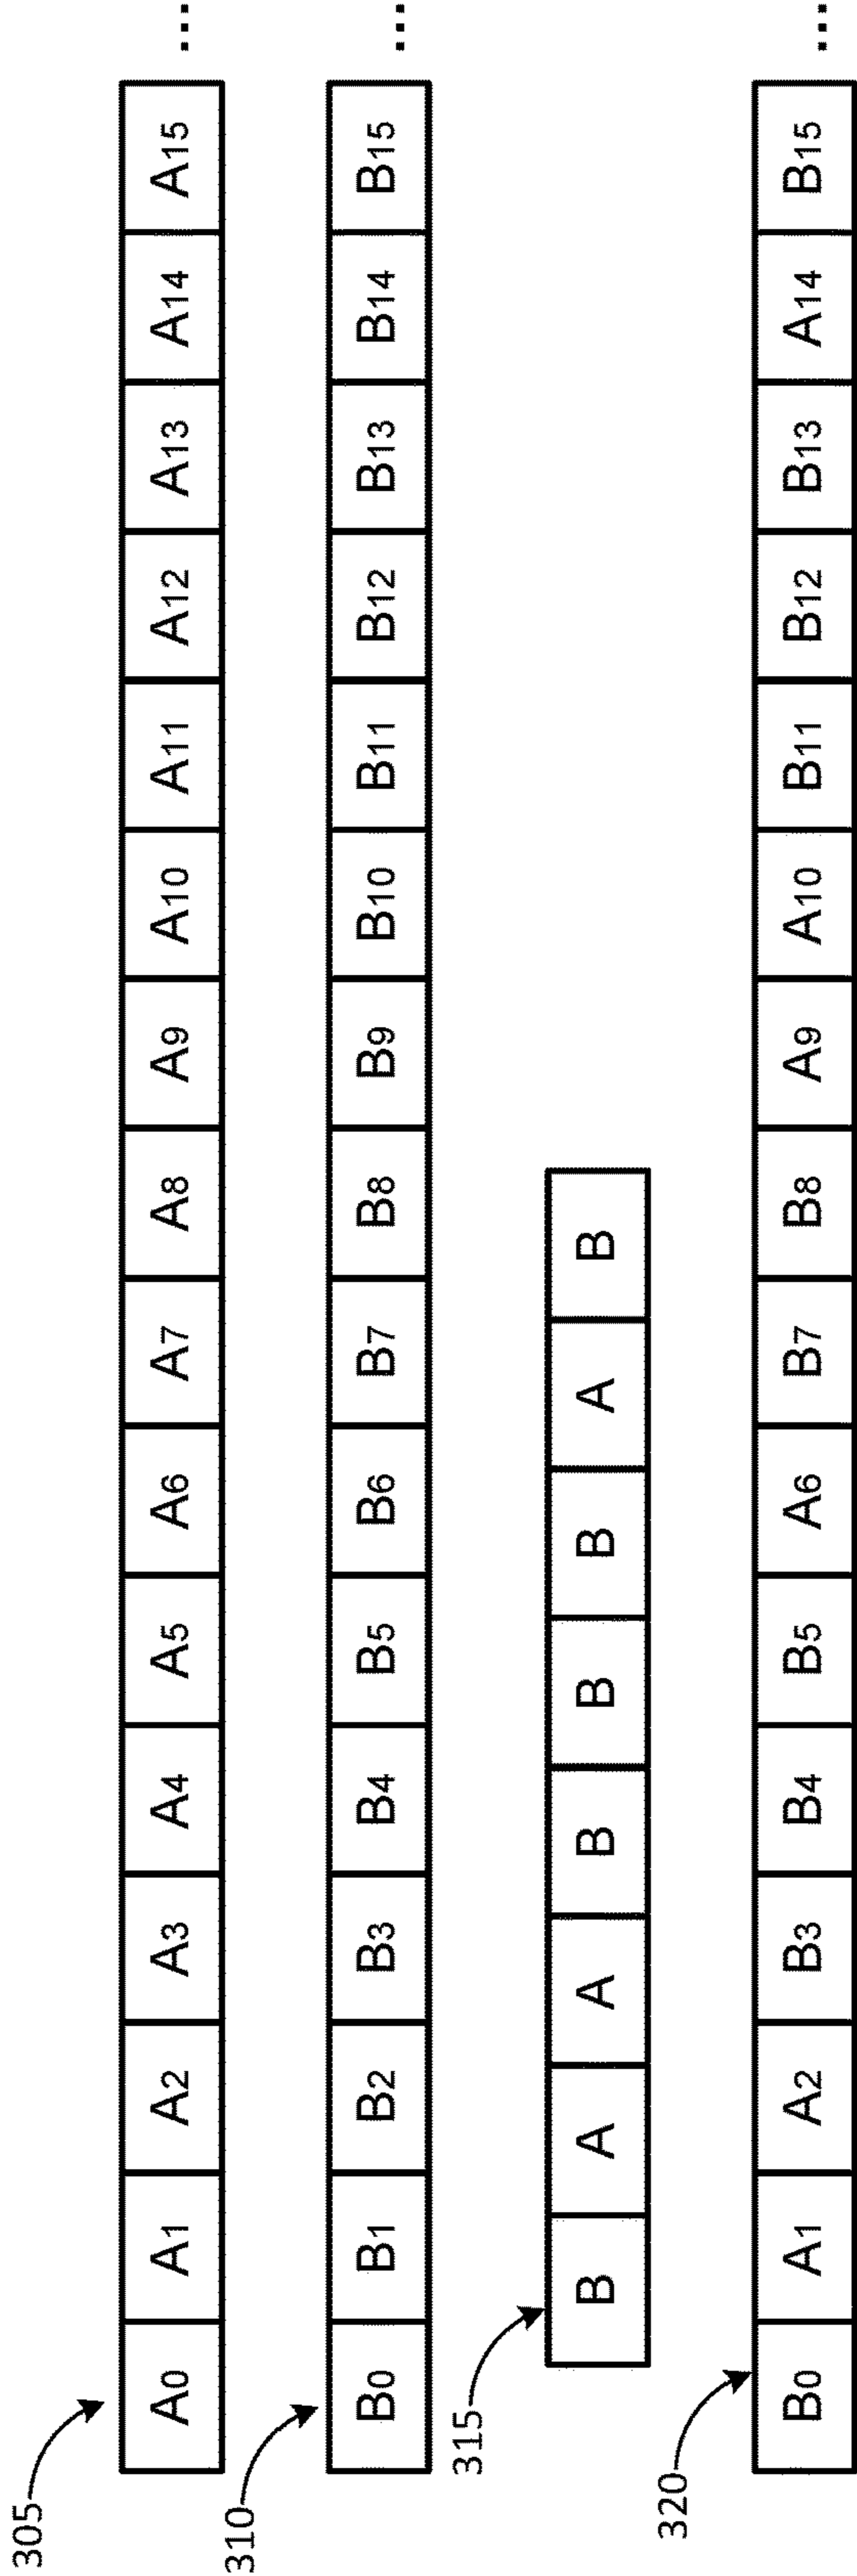 305
A0 A1 A2 A3 A4 A5 A6 A7 A8 A9 A10 A11 A12 A13 A14 A15 ...
310
B0 B1 B2 B3 B4 B5 B6 B7 B8 B9 B10 B11 B12 B13 B14 B15 ...
315
B A A B B B A B
320
B0 A1 A2 B3 B4 B5 A6 B7 B8 A9 A10 B11 B12 B13 A14 B15 ...